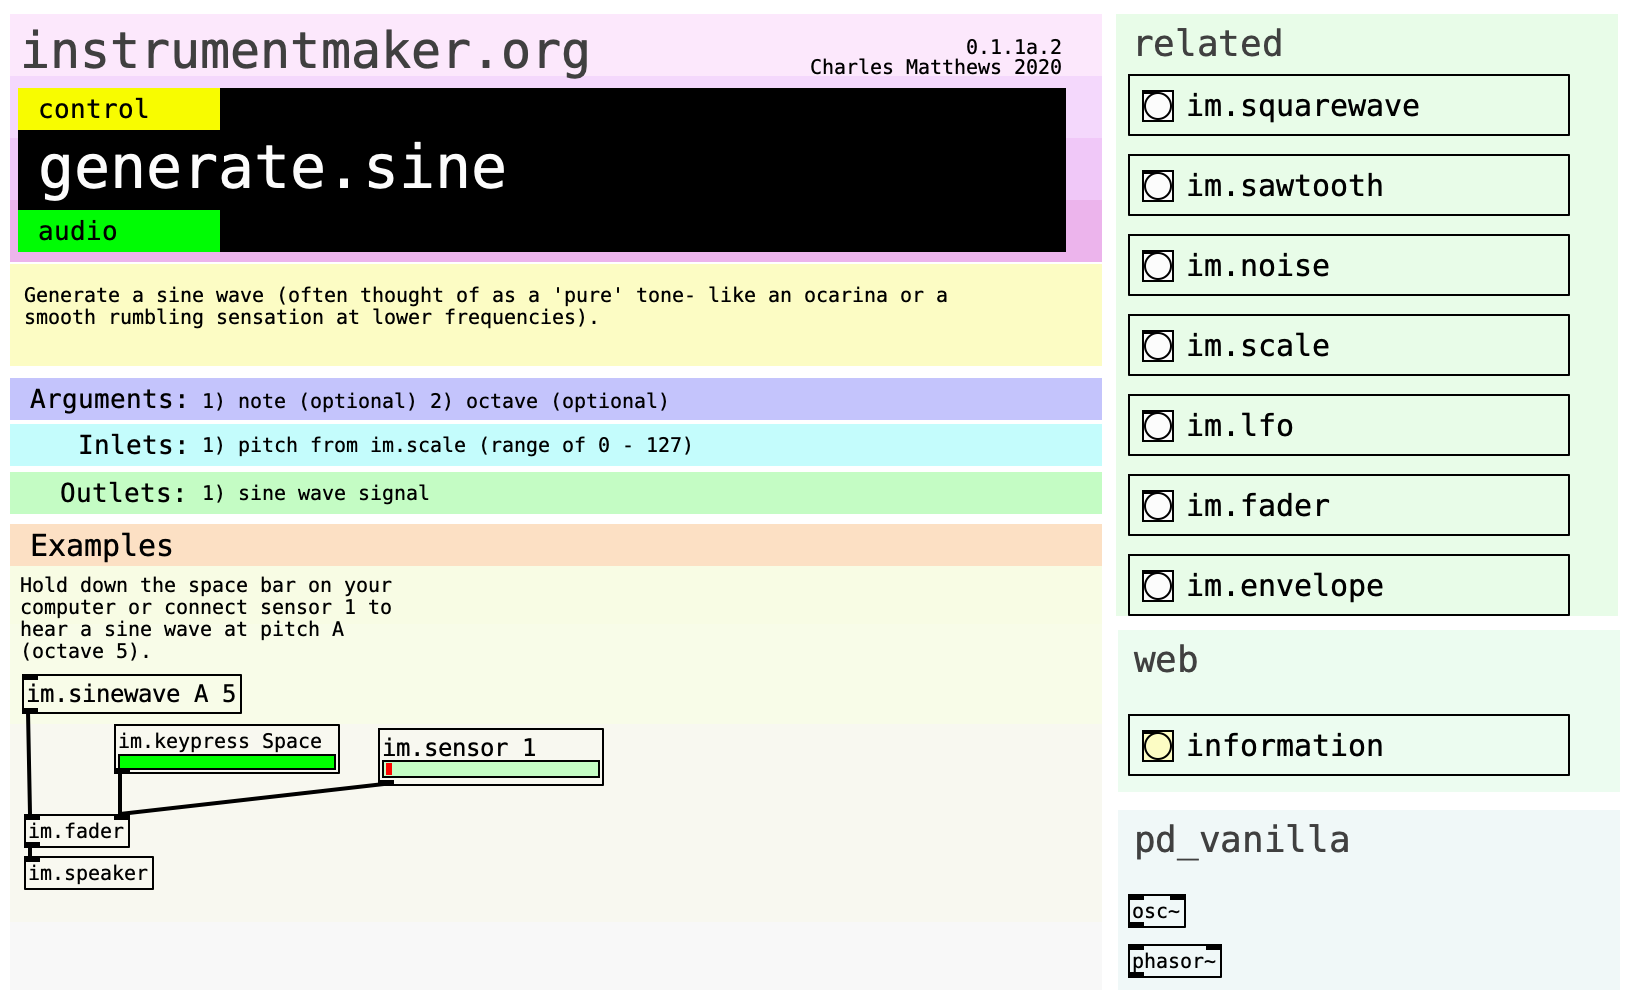 instrumentmaker.org
0.1.1a.2
Charles Matthews 2020
control
generate.sine
audio
Generate a sine wave (often thought of as a 'pure' tone- like an ocarina or a
smooth rumbling sensation at lower frequencies).
Arguments: 1) note (optional) 2) octave (optional)
Inlets: 1) pitch from im.scale (range of 0 - 127)
Outlets: 1) sine wave signal
Examples
Hold down the space bar on your
computer or connect sensor 1 to
hear a sine wave at pitch A
(octave 5).
im.sinewave A 5
im.keypress Space
im.sensor 1
im.fader
im.speaker
related
im.squarewave
im.sawtooth
im.noise
im.scale
im.lfo
im.fader
im.envelope
web
information
pd_vanilla
osc~
phasor~